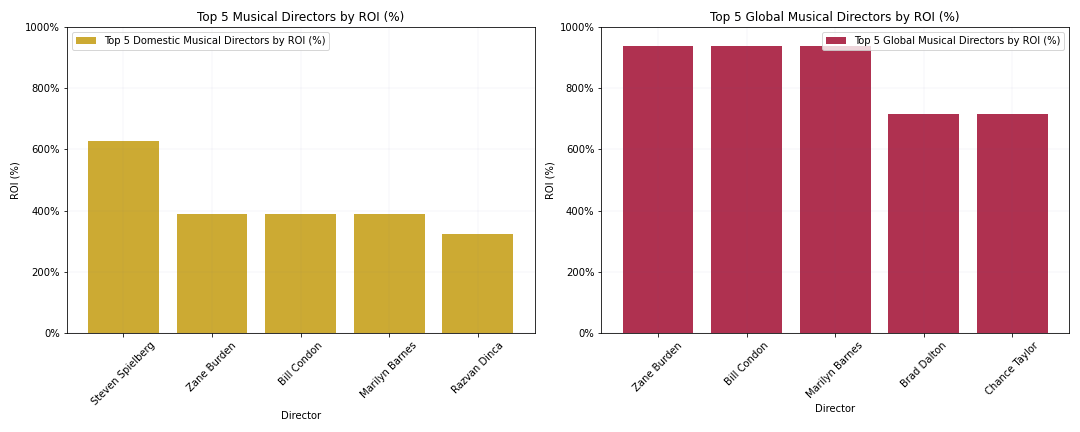 Top 5 Musical Directors by ROI (%)
Top 5 Domestic Musical Directors by ROI (%)
ROI (%)
1000%
800%
600%
400%
200%
0%
Steven Spielberg
Zane Burden
Bill Condon
Marilyn Barnes
Razvan Dinca
Director
Top 5 Global Musical Directors by ROI (%)
Top 5 Global Musical Directors by ROI (%)
ROI (%)
1000%
800%
600%
400%
200%
0%
Zane Burden
Bill Condon
Marilyn Barnes
Brad Dalton
Chance Taylor
Director